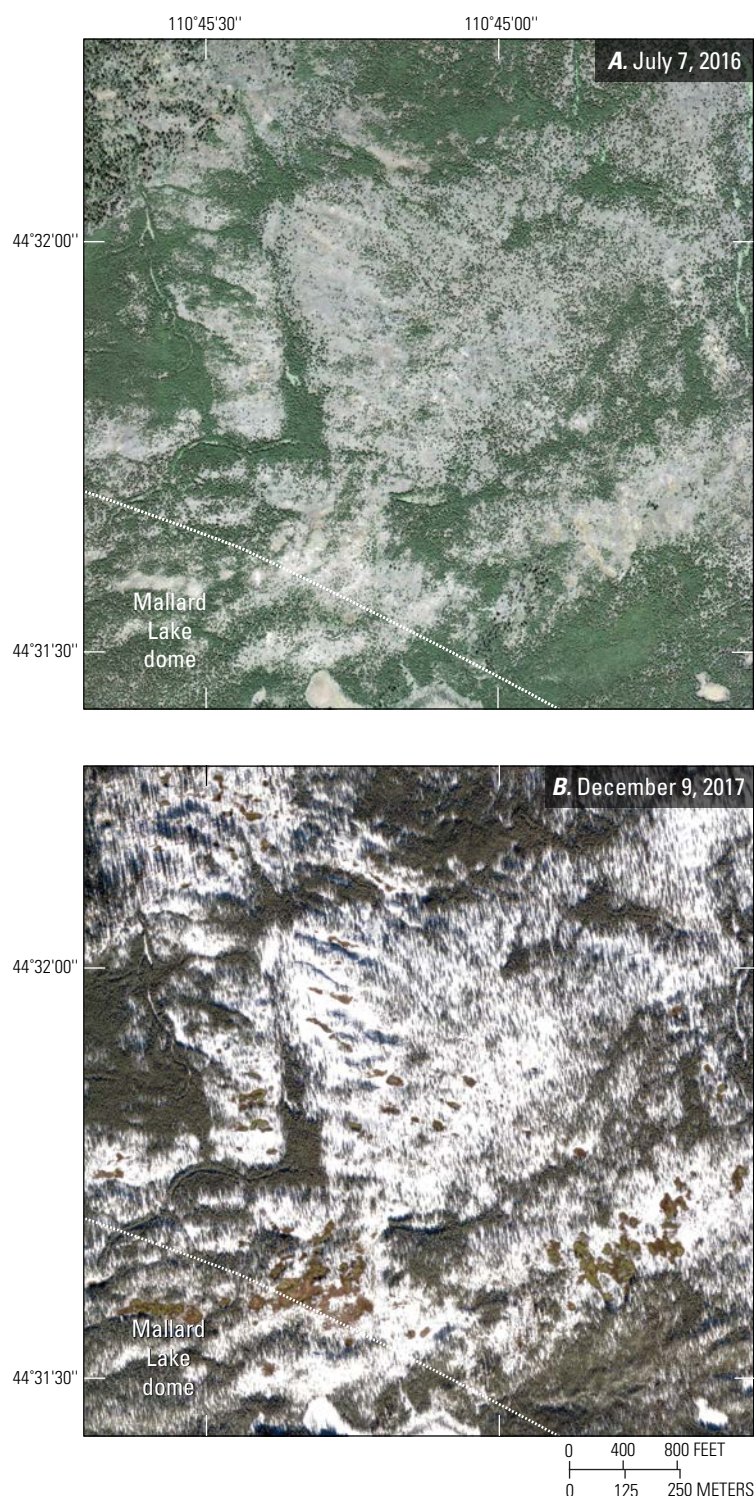 110˚45'30''
110˚45'00''
A. July 7, 2016
44˚32'00''
Mallard
Lake
dome
44˚31'30''
B. December 9, 2017
44˚32'00''
Mallard
Lake
dome
44˚31'30''
0 400 800 FEET
0 125 250 METERS